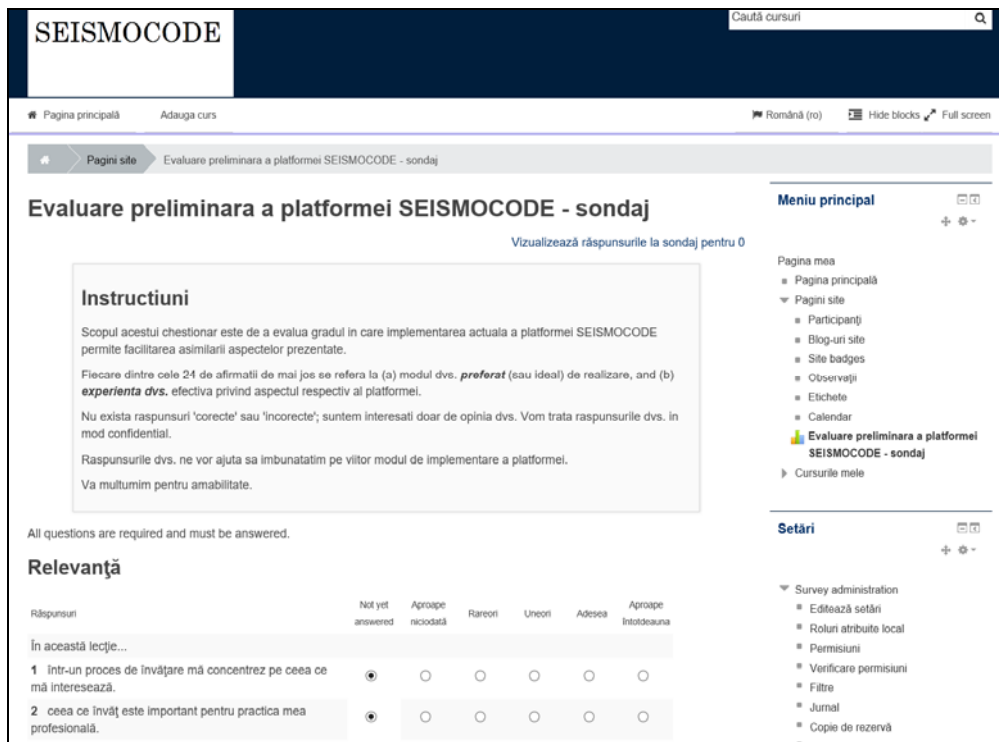 SEISMOCODE
Caută cursuri
Pagina principală
Adauga curs
Română (ro)
Hide blocks
Full screen
Pagini site
Evaluare preliminara a platformei SEISMOCODE - sondaj
Evaluare preliminara a platformei SEISMOCODE - sondaj
Vizualizează răspunsurile la sondaj pentru 0
Instructiuni
Scopul acestui chestionar este de a evalua gradul in care implementarea actuala a platformei SEISMOCODE
permite facilitarea asimilarii aspectelor prezentate.
Fiecare dintre cele 24 de afirmatii de mai jos se refera la (a) modul dvs. preferat (sau ideal) de realizare, and (b)
experienta dvs. efectiva privind aspectul respectiv al platformei.
Nu exista raspunsuri 'corecte' sau 'incorecte'; suntem interesati doar de opinia dvs. Vom trata raspunsurile dvs. in
mod confidential.
Raspunsurile dvs. ne vor ajuta sa imbunatatim pe viitor modul de implementare a platformei.
Va multumim pentru amabilitate.
All questions are required and must be answered.
Relevanţă
Răspunsuri
Not yet
answered
Aproape
niciodată
Rareori
Uneori
Adesea
Aproape
întotdeauna
În această lecţie...
1 într-un proces de învăţare mă concentrez pe ceea ce
mă interesează.
2 ceea ce învăţ este important pentru practica mea
profesională.
Meniu principal
Pagina mea
Pagina principală
Pagini site
Participanţi
Blog-uri site
Site badges
Observaţii
Etichete
Calendar
Evaluare preliminara a platformei
SEISMOCODE - sondaj
Cursurile mele
Setări
Survey administration
Editează setări
Roluri atribuite local
Permisiuni
Verificare permisiuni
Filtre
Jurnal
Copie de rezervă